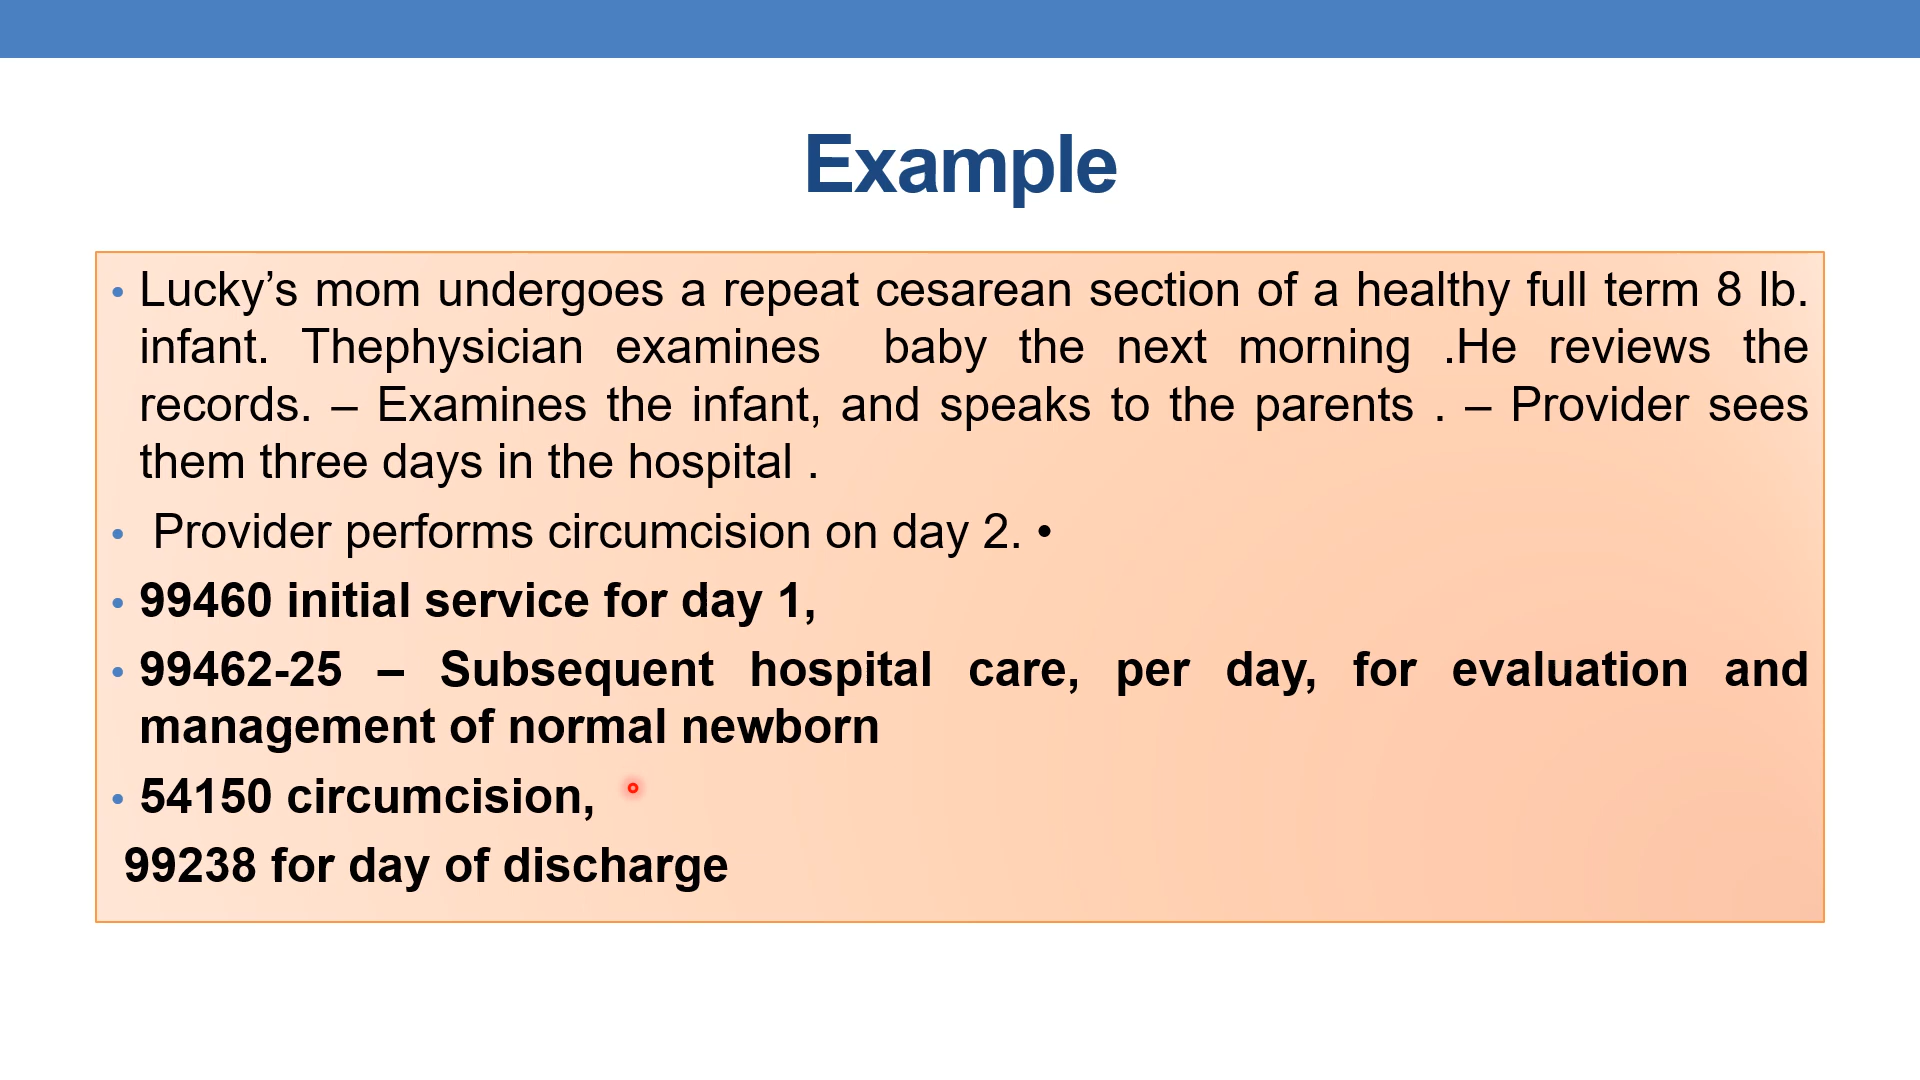 Example
• Lucky’s mom undergoes a repeat cesarean section of a healthy full term 8 lb.
infant. Thephysician examines baby the next morning .He reviews the
records. – Examines the infant, and speaks to the parents . – Provider sees
them three days in the hospital .
• Provider performs circumcision on day 2. •
• 99460 initial service for day 1,
• 99462-25 – Subsequent hospital care, per day, for evaluation and
management of normal newborn
• 54150 circumcision,
99238 for day of discharge